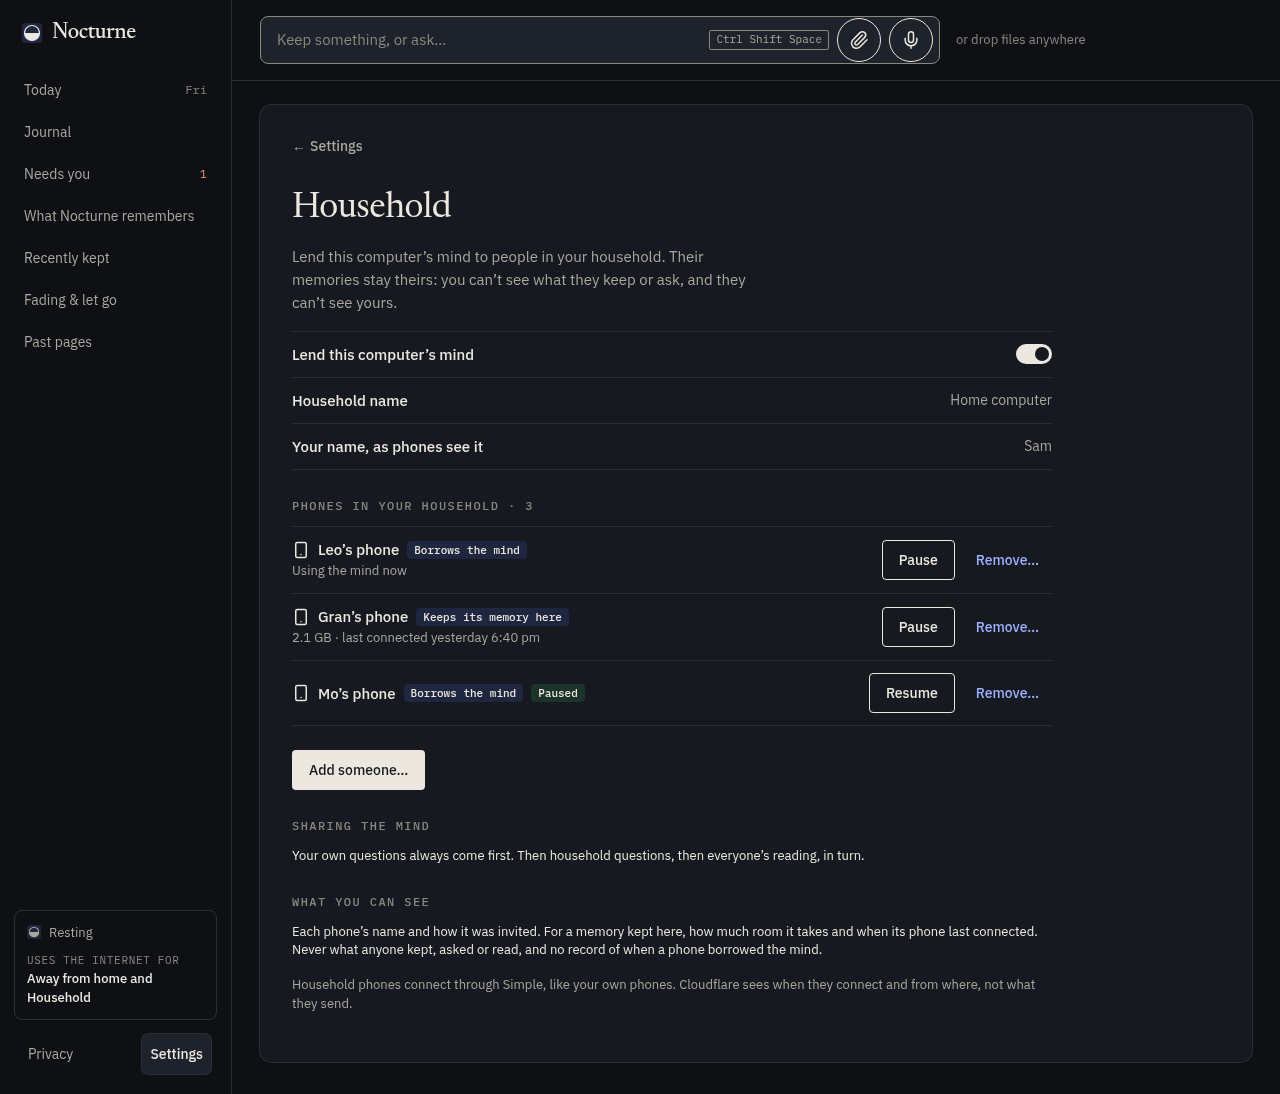 Nocturne
Today Fri
Journal
Needs you 1
What Nocturne remembers
Recently kept
Fading & let go
Past pages
Resting
USES THE INTERNET FOR
Away from home and
Household
Privacy Settings
Keep something, or ask… Ctrl Shift Space or drop files anywhere
← Settings
Household
Lend this computer’s mind to people in your household. Their
memories stay theirs: you can’t see what they keep or ask, and they
can’t see yours.
Lend this computer’s mind
Household name Home computer
Your name, as phones see it Sam
PHONES IN YOUR HOUSEHOLD · 3
Leo’s phone Borrows the mind
Using the mind now
Pause Remove…
Gran’s phone Keeps its memory here
2.1 GB · last connected yesterday 6:40 pm
Pause Remove…
Mo’s phone Borrows the mind Paused
Resume Remove…
Add someone…
SHARING THE MIND
Your own questions always come first. Then household questions, then everyone’s reading, in turn.
WHAT YOU CAN SEE
Each phone’s name and how it was invited. For a memory kept here, how much room it takes and when its phone last connected.
Never what anyone kept, asked or read, and no record of when a phone borrowed the mind.
Household phones connect through Simple, like your own phones. Cloudflare sees when they connect and from where, not what
they send.